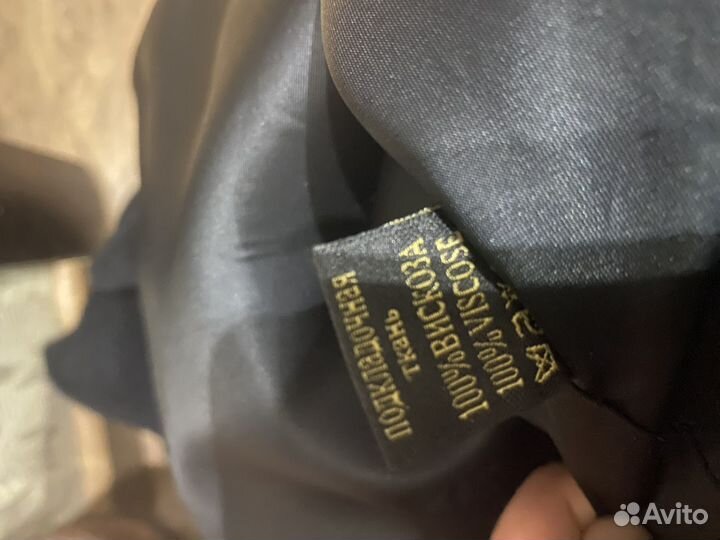 ПОДКЛАДОЧНАЯ
ткань
100%ВИСКОЗА
100%VISCOSE
Avito